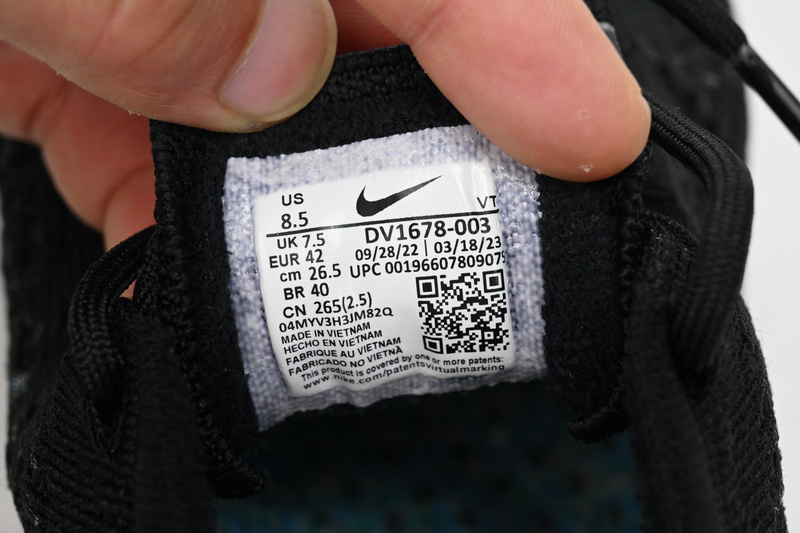 US VT
8.5
UK 7.5 DV1678-003
EUR 42 09/28/22 | 03/18/23
cm 26.5 UPC 00196607809079
BR 40
CN 265(2.5)
04MYV3H3JM82Q
MADE IN VIETNAM
HECHO EN VIETNAM
FABRIQUE AU VIETNAM
FABRICADO NO VIETNÃ
This product is covered by one or more patents:
www.nike.com/patentsvirtualmarking